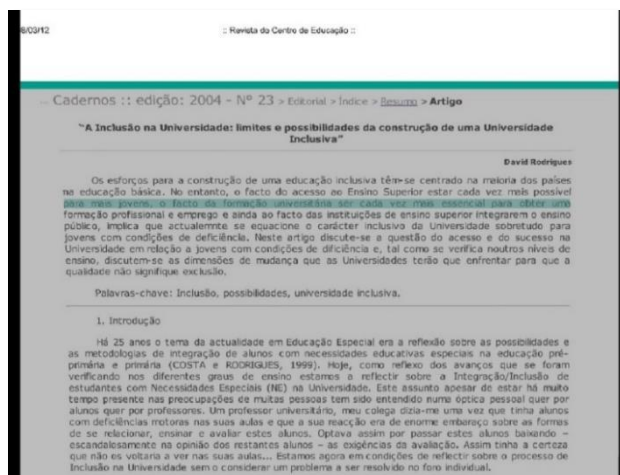 8/03/12
:: Revista do Centro de Educação ::
Cadernos :: edição: 2004 - Nº 23 > Editorial > Índice > Resumo > Artigo
"A Inclusão na Universidade: limites e possibilidades da construção de uma Universidade
Inclusiva"
David Rodrigues
Os esforços para a construção de uma educação inclusiva têm-se centrado na maioria dos países
na educação básica. No entanto, o facto do acesso ao Ensino Superior estar cada vez mais possível
para mais jovens, o facto da formação universitária ser cada vez mais essencial para obter uma
formação profissional e emprego e ainda ao facto das instituições de ensino superior integrarem o ensino
público, implica que actualemnte se equacione o carácter inclusivo da Universidade sobretudo para
jovens com condições de deficiência. Neste artigo discute-se a questão do acesso e do sucesso na
Universidade em relação a jovens com condições de dificiência e, tal como se verifica noutros níveis de
ensino, discutem-se as dimensões de mudança que as Universidades terão que enfrentar para que a
qualidade não signifique exclusão.
Palavras-chave: Inclusão, possibilidades, universidade inclusiva.
1. Introdução
Há 25 anos o tema da actualidade em Educação Especial era a reflexão sobre as possibilidades e
as metodologias de integração de alunos com necessidades educativas especiais na educação pré-
primária e primária (COSTA e RODRIGUES, 1999). Hoje, como reflexo dos avanços que se foram
verificando nos diferentes graus de ensino estamos a reflectir sobre a Integração/Inclusão de
estudantes com Necessidades Especiais (NE) na Universidade. Este assunto apesar de estar há muito
tempo presente nas preocupações de muitas pessoas tem sido entendido numa óptica pessoal quer por
alunos quer por professores. Um professor universitário, meu colega dizia-me uma vez que tinha alunos
com deficiências motoras nas suas aulas e que a sua reacção era de enorme embaraço sobre as formas
de se relacionar, ensinar e avaliar estes alunos. Optava assim por passar estes alunos baixando –
escandalosamente na opinião dos restantes alunos – as exigências da avaliação. Assim tinha a certeza
que não os voltaria a ver nas suas aulas... Estamos agora em condições de reflectir sobre o processo de
Inclusão na Universidade sem o considerar um problema a ser resolvido no foro individual.